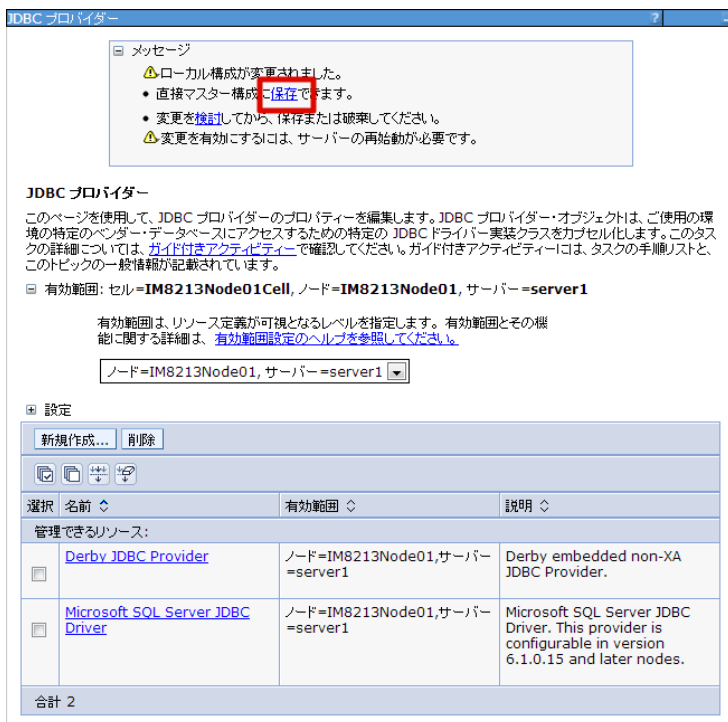 JDBC プロバイダー ?
メッセージ
ローカル構成が変更されました。
直接マスター構成に保存できます。
変更を検討してから、保存または破棄してください。
変更を有効にするには、サーバーの再始動が必要です。
JDBC プロバイダー
このページを使用して、JDBC プロバイダーのプロパティーを編集します。JDBC プロバイダー・オブジェクトは、ご使用の環
境の特定のベンダー・データベースにアクセスするための特定の JDBC ドライバー実装クラスをカプセル化します。このタス
クの詳細については、ガイド付きアクティビティーで確認してください。ガイド付きアクティビティーには、タスクの手順リストと、
このトピックの一般情報が記載されています。
有効範囲: セル=IM8213Node01Cell, ノード=IM8213Node01, サーバー=server1
有効範囲は、リソース定義が可視となるレベルを指定します。有効範囲とその機
能に関する詳細は、有効範囲設定のヘルプを参照してください。
ノード=IM8213Node01, サーバー=server1
設定
新規作成... 削除
選択 名前 有効範囲 説明
管理できるリソース:
Derby JDBC Provider ノード=IM8213Node01,サーバー Derby embedded non-XA
=server1 JDBC Provider.
Microsoft SQL Server JDBC ノード=IM8213Node01,サーバー Microsoft SQL Server JDBC
Driver =server1 Driver. This provider is
configurable in version
6.1.0.15 and later nodes.
合計 2